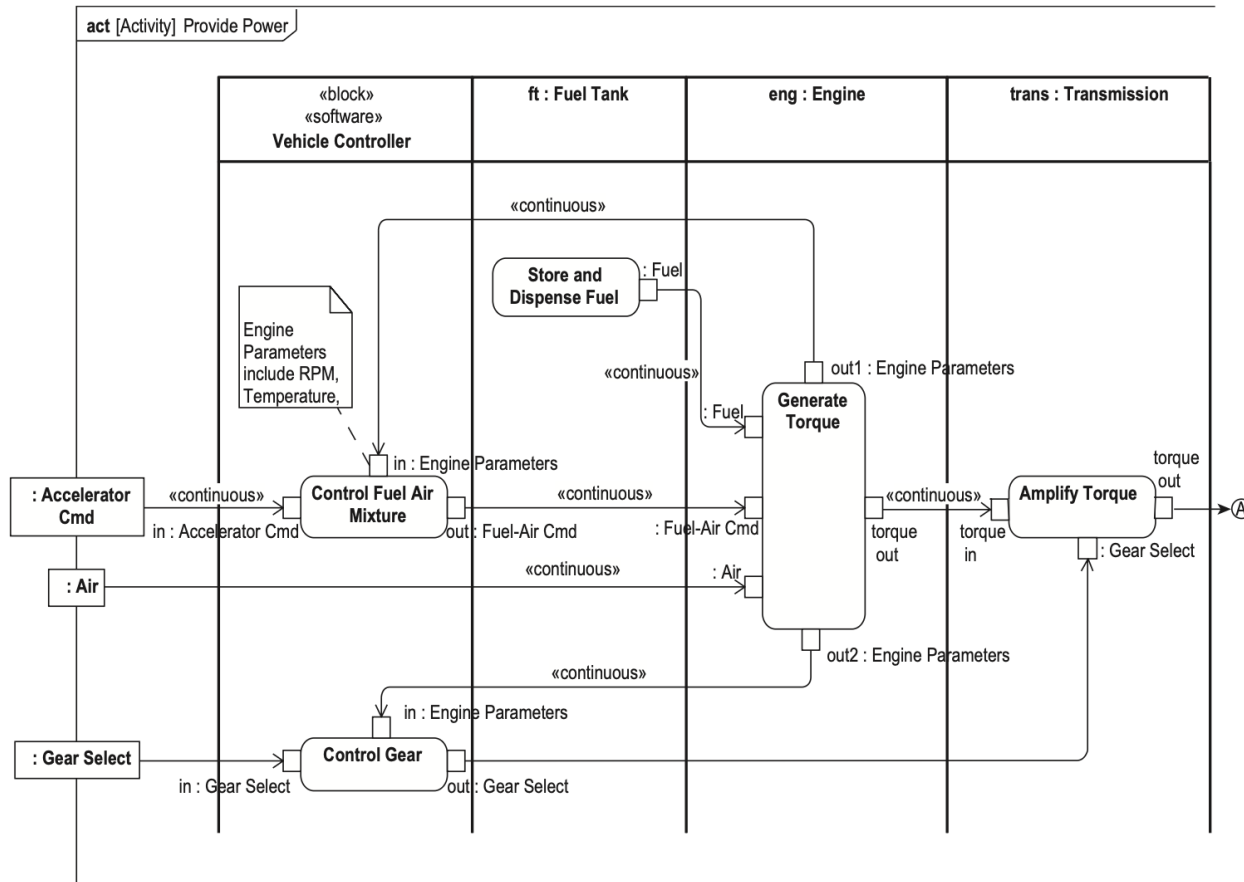 act [Activity] Provide Power
«block»
«software»
Vehicle Controller
ft : Fuel Tank
eng : Engine
trans : Transmission
«continuous»
Store and
Dispense Fuel
: Fuel
Engine
Parameters
include RPM,
Temperature,
«continuous»
out1 : Engine Parameters
Generate
Torque
: Fuel
in : Engine Parameters
: Accelerator
Cmd
«continuous»
in : Accelerator Cmd
Control Fuel Air
Mixture
«continuous»
out : Fuel-Air Cmd
: Fuel-Air Cmd
«continuous»
torque
out
torque
in
Amplify Torque
torque
out
A
: Gear Select
: Air
«continuous»
: Air
out2 : Engine Parameters
«continuous»
in : Engine Parameters
: Gear Select
in : Gear Select
Control Gear
out : Gear Select